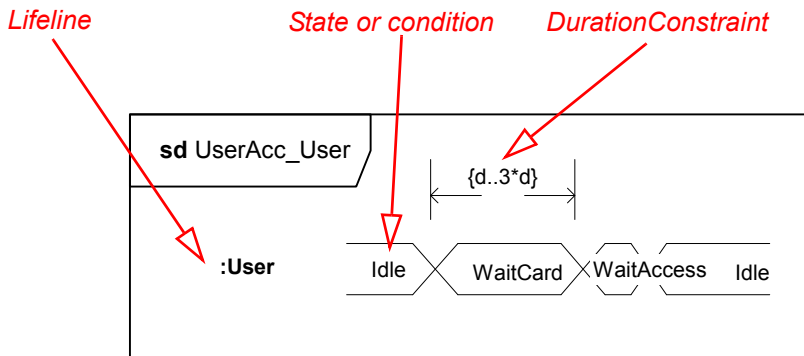 Lifeline State or condition DurationConstraint
sd UserAcc_User
{d..3*d}
:User Idle WaitCard WaitAccess Idle